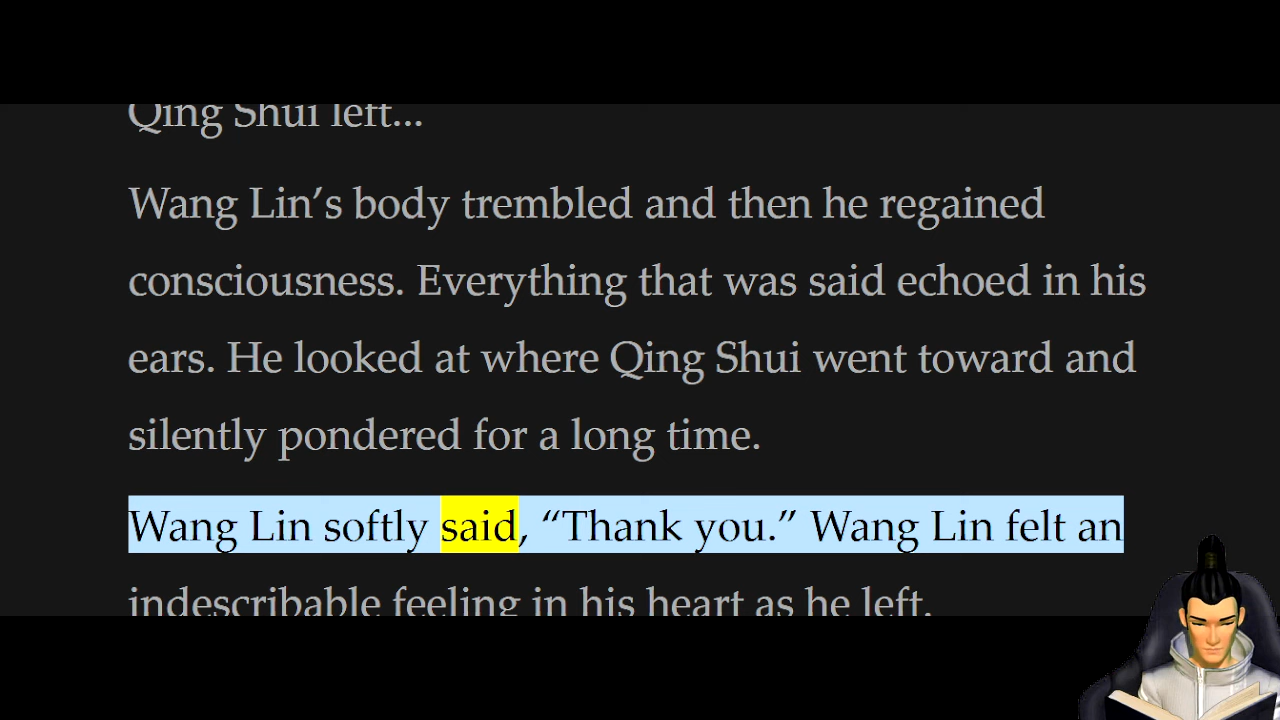 Qing Shui left...
Wang Lin’s body trembled and then he regained
consciousness. Everything that was said echoed in his
ears. He looked at where Qing Shui went toward and
silently pondered for a long time.
Wang Lin softly said, “Thank you.” Wang Lin felt an
indescribable feeling in his heart as he left.